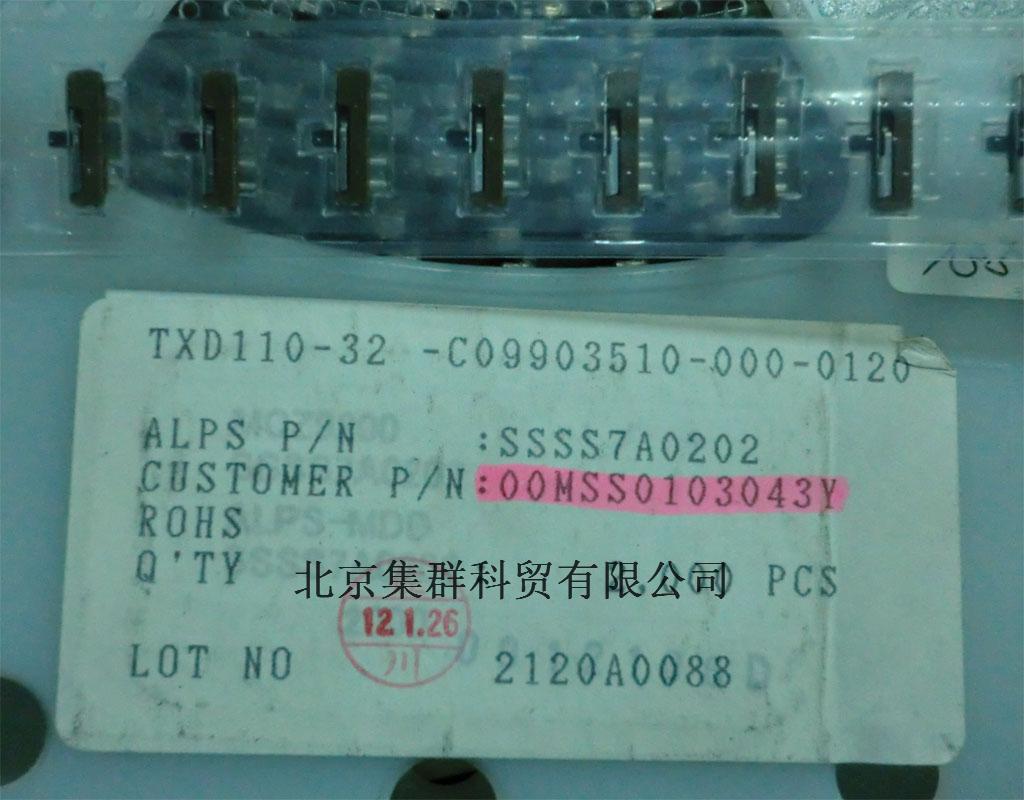 TXD110-32 -C09903510-000-0120
ALPS P/N :SSSS7A0202
CUSTOMER P/N:00MSS0103043Y
ROHS
Q'TY PCS
北京集群科贸有限公司
12 1.26
川
LOT NO 2120A0088